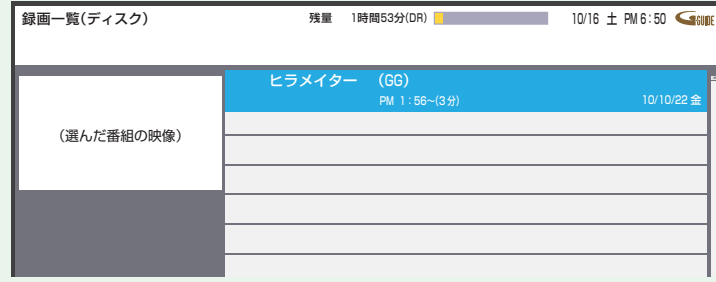 録画一覧(ディスク) 残量 1時間53分(DR) 10/16 土 PM 6:50 G-GUIDE
ヒラメイター (GG)
PM 1:56~(3分) 10/10/22 金
(選んだ番組の映像)